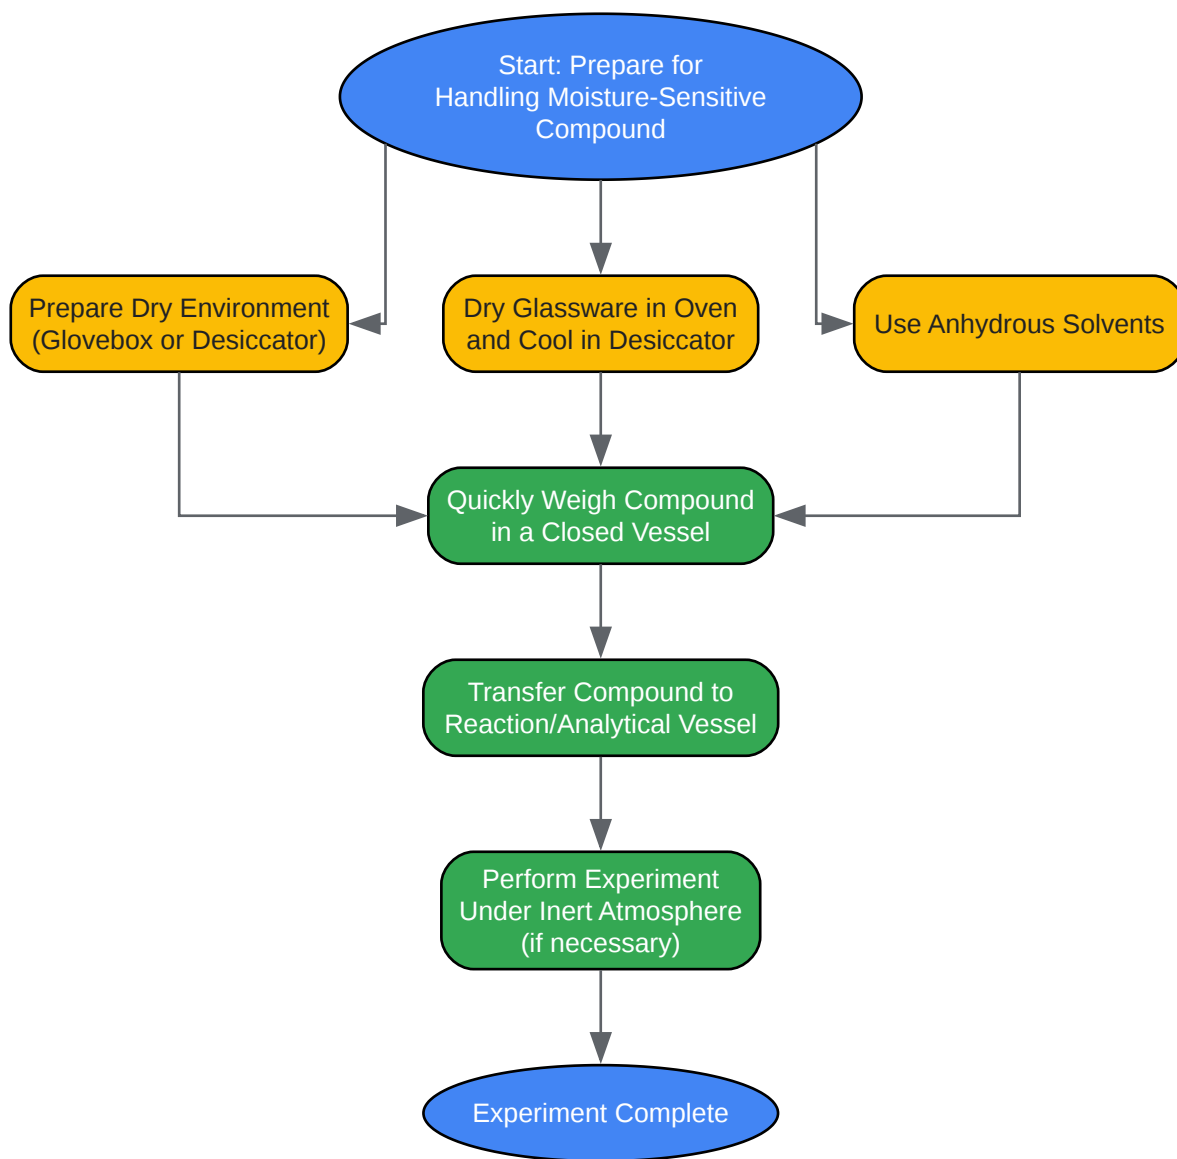 Start: Prepare for
Handling Moisture-Sensitive
Compound
Prepare Dry Environment
(Glovebox or Desiccator)
Dry Glassware in Oven
and Cool in Desiccator
Use Anhydrous Solvents
Quickly Weigh Compound
in a Closed Vessel
Transfer Compound to
Reaction/Analytical Vessel
Perform Experiment
Under Inert Atmosphere
(if necessary)
Experiment Complete